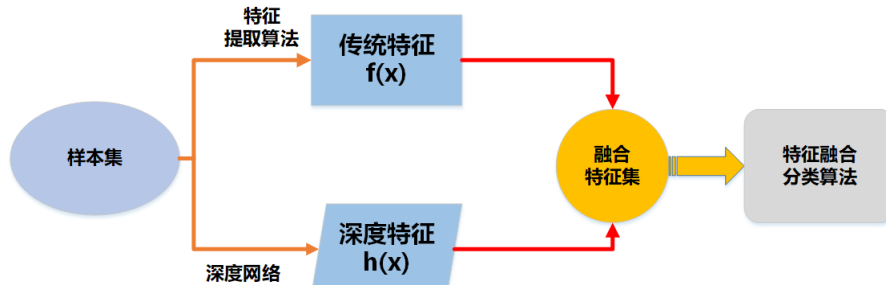 特征
提取算法
传统特征
f(x)
样本集
融合
特征集
特征融合
分类算法
深度特征
h(x)
深度网络